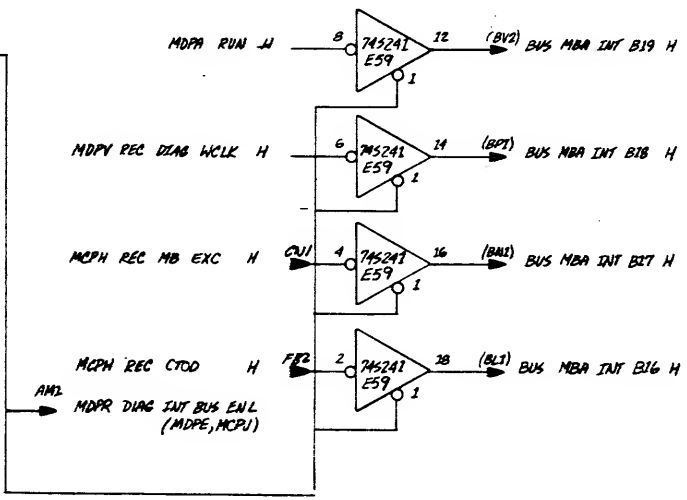 MDPA RUN H 8 74S241 E59 12 (BV2) BUS MBA INT B19 H
1
MDPV REC DIAG WCLK H 6 74S241 E59 14 (BP1) BUS MBA INT B18 H
1
MCPH REC MB EXC H CN1 4 74S241 E59 16 (BM1) BUS MBA INT B17 H
1
MCPH REC CTOD H FF2 2 74S241 E59 18 (BL1) BUS MBA INT B16 H
1
AM2 MDPR DIAG INT BUS ENL
(MDPE, MCPJ)